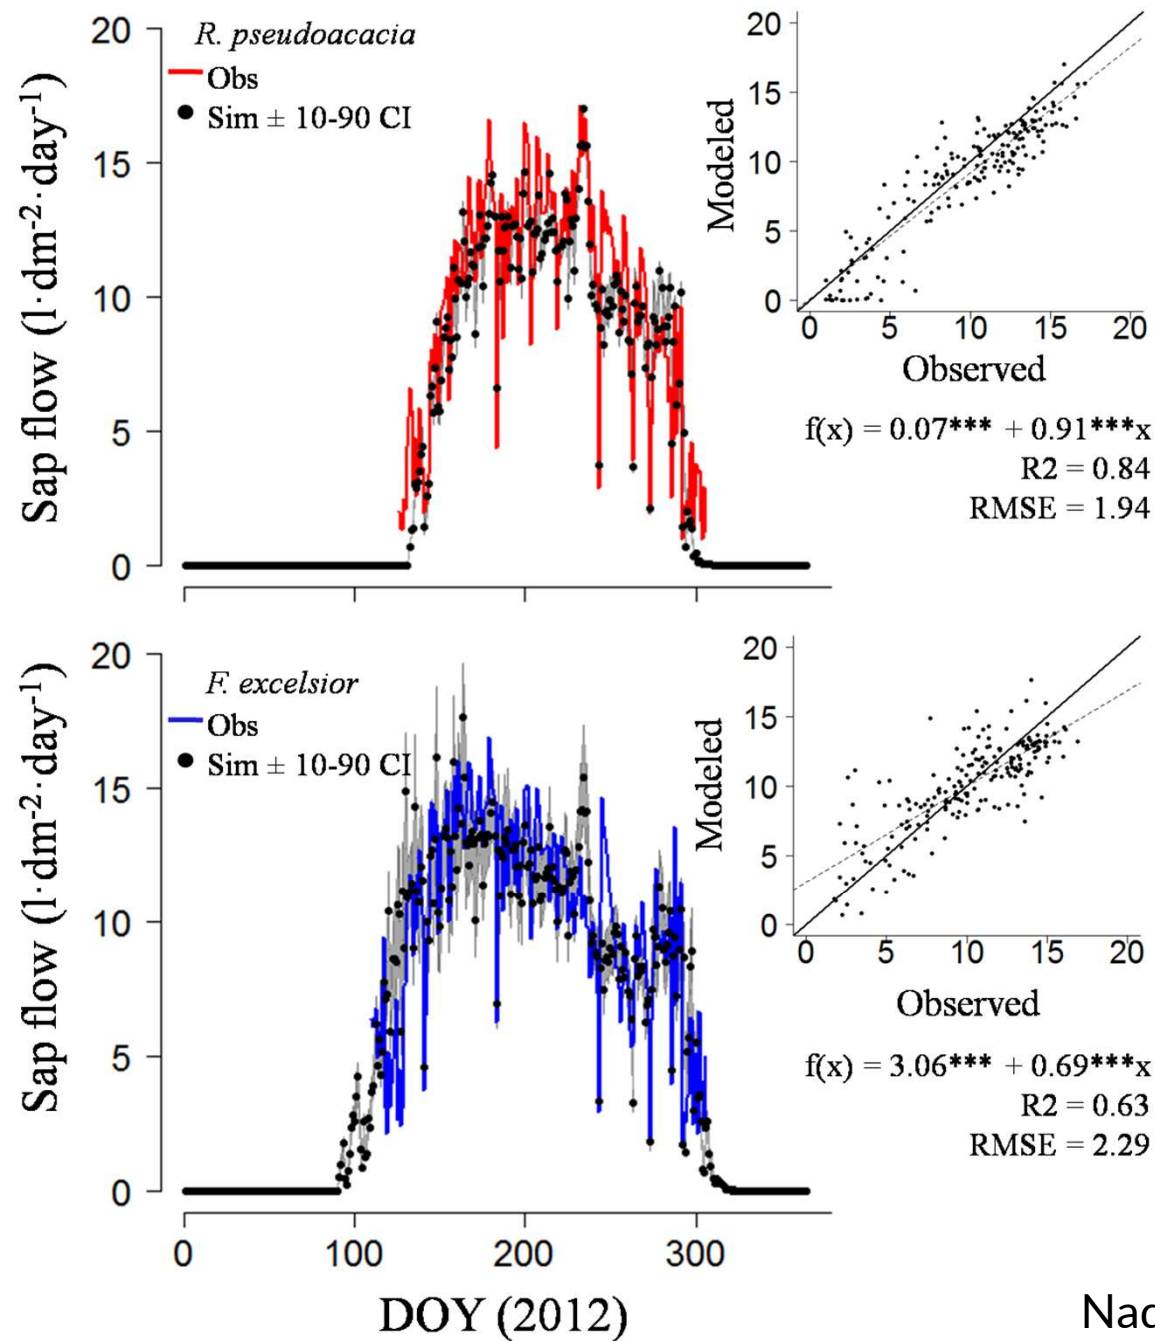 R. pseudoacacia
Obs
Sim ± 10-90 CI
Sap flow (l·dm-2·day-1)
20
15
10
5
0
Modeled
20
15
10
5
0
0 5 10 15 20
Observed
f(x) = 0.07*** + 0.91***x
R2 = 0.84
RMSE = 1.94
F. excelsior
Obs
Sim ± 10-90 CI
Sap flow (l·dm-2·day-1)
20
15
10
5
0
0 100 200 300
DOY (2012)
Modeled
20
15
10
5
0
0 5 10 15 20
Observed
f(x) = 3.06*** + 0.69***x
R2 = 0.63
RMSE = 2.29
Nad